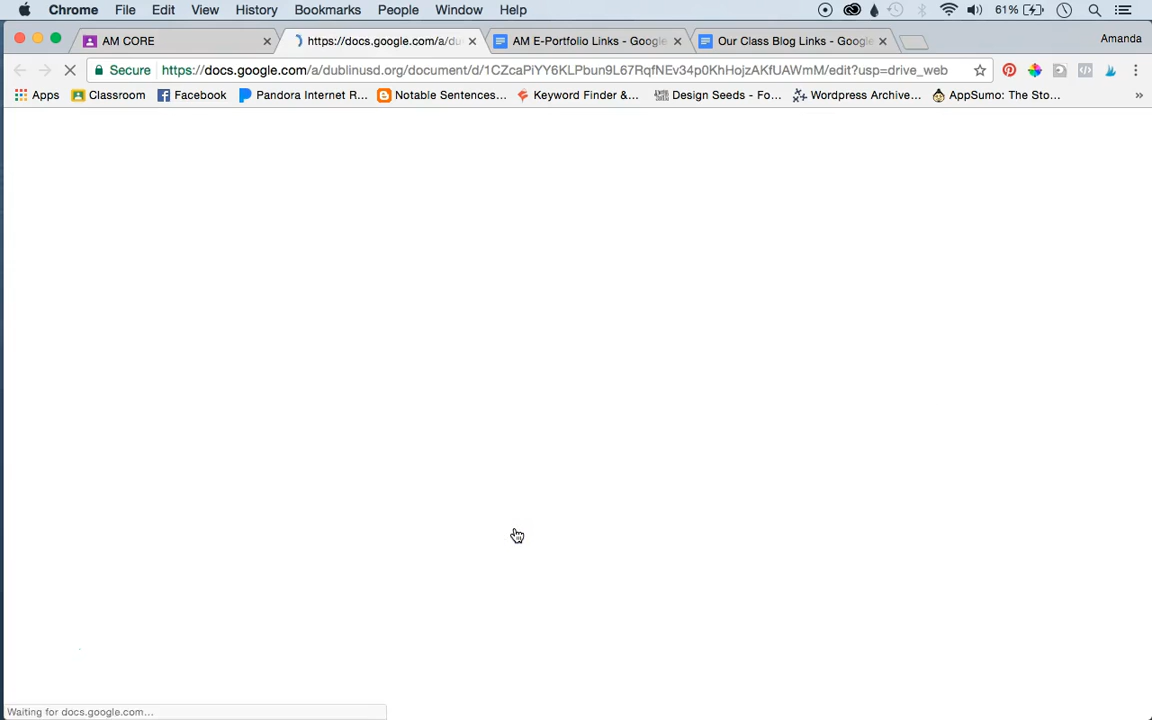 Chrome File Edit View History Bookmarks People Window Help 61%
AM CORE https://docs.google.com/a/du AM E-Portfolio Links - Google Our Class Blog Links - Google Amanda
Secure https://docs.google.com/a/dublinusd.org/document/d/1CZcaPiYY6KLPbun9L67RqfNEv34p0KhHojzAKfUAWmM/edit?usp=drive_web
Apps Classroom Facebook Pandora Internet R... Notable Sentences... Keyword Finder &... Design Seeds - Fo... Wordpress Archive... AppSumo: The Sto... »
Waiting for docs.google.com...